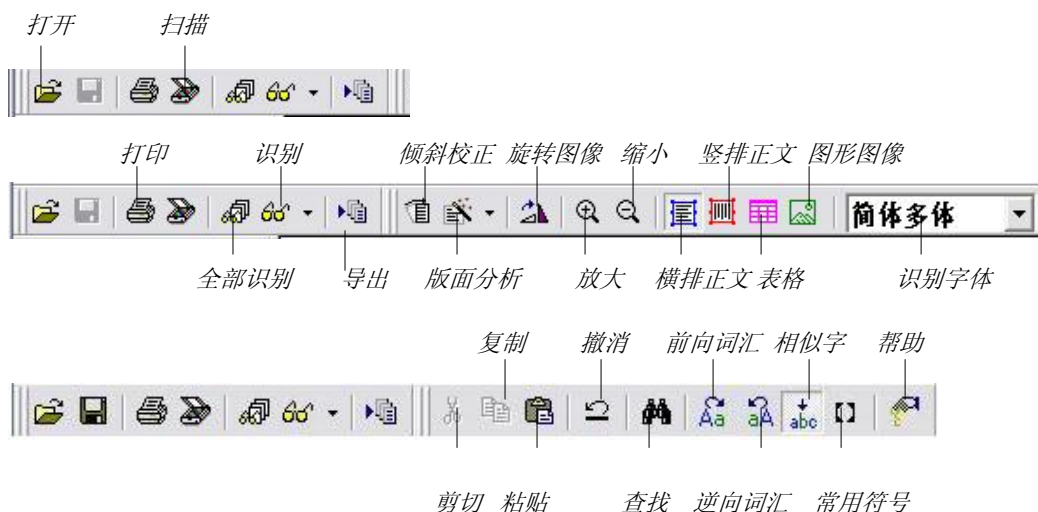 打开 扫描
打印 识别 倾斜校正 旋转图像 缩小 竖排正文 图形图像
简体多体
全部识别 导出 版面分析 放大 横排正文 表格 识别字体
复制 撤消 前向词汇 相似字 帮助
Aa aA abc
剪切 粘贴 查找 逆向词汇 常用符号